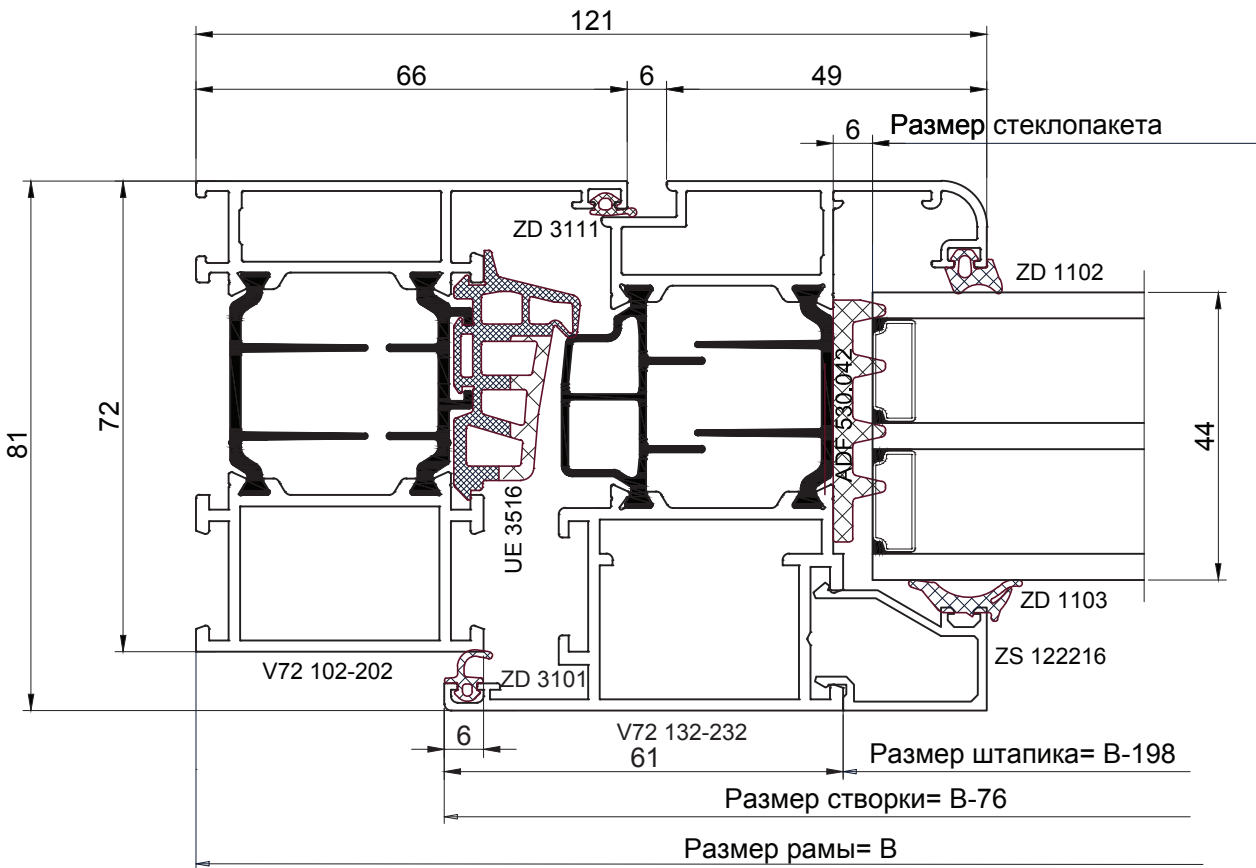 121
66
6
49
6
Размер стеклопакета
ZD 3111
ZD 1102
81
72
ADF 530.042
44
UE 3516
ZD 1103
ZS 122216
V72 102-202
ZD 3101
V72 132-232
6
61
Размер штапика= В-198
Размер створки= В-76
Размер рамы= В